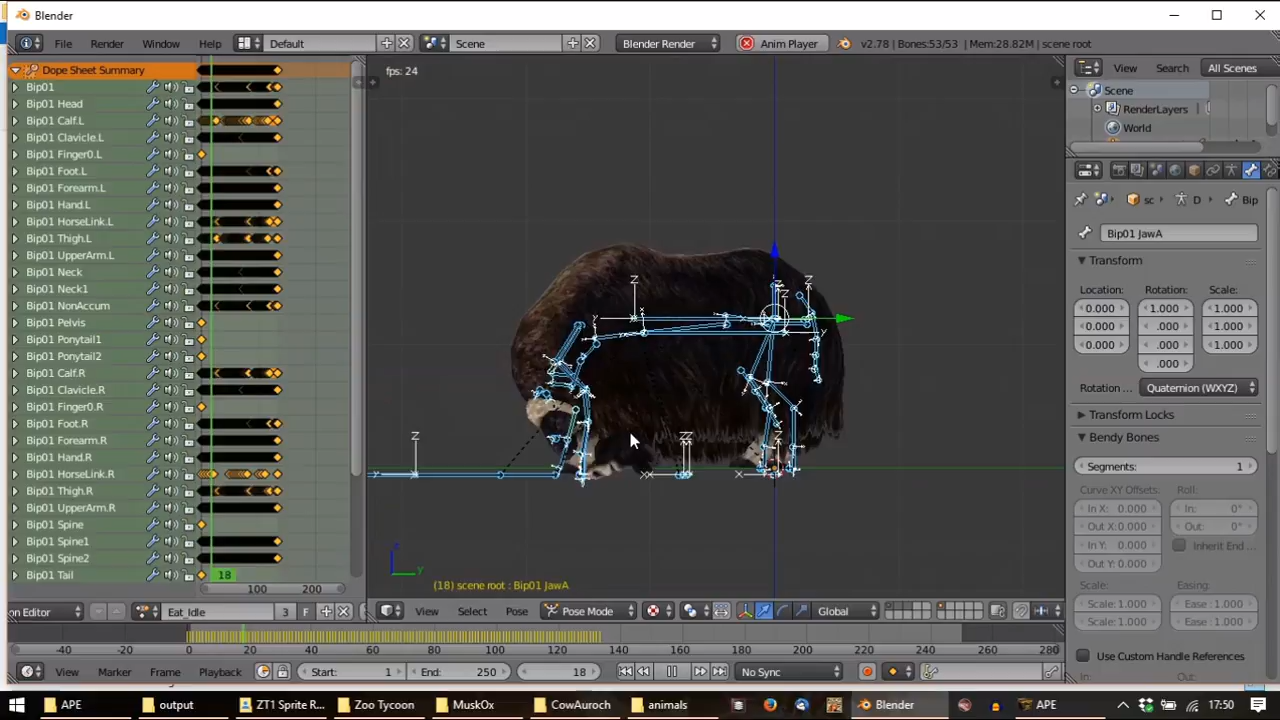 Blender
File Render Window Help Default Scene Blender Render Anim Player v2.78 | Bones:53/53 | Mem:28.82M | scene root
Dope Sheet Summary
Bip01
Bip01 Head
Bip01 Calf.L
Bip01 Clavicle.L
Bip01 Finger0.L
Bip01 Foot.L
Bip01 Forearm.L
Bip01 Hand.L
Bip01 HorseLink.L
Bip01 Thigh.L
Bip01 UpperArm.L
Bip01 Neck
Bip01 Neck1
Bip01 NonAccum
Bip01 Pelvis
Bip01 Ponytail1
Bip01 Ponytail2
Bip01 Calf.R
Bip01 Clavicle.R
Bip01 Finger0.R
Bip01 Foot.R
Bip01 Forearm.R
Bip01 Hand.R
Bip01 HorseLink.R
Bip01 Thigh.R
Bip01 UpperArm.R
Bip01 Spine
Bip01 Spine1
Bip01 Spine2
Bip01 Tail
18
100 200
on Editor Eat_Idle 3 F
fps: 24
(18) scene root : Bip01 JawA
View Select Pose Pose Mode Global
View Search All Scenes
Scene
RenderLayers
World
sc D Bip
Bip01 JawA
Transform
Location: Rotation: Scale:
0.000 1.000 1.000
0.000 .000 1.000
0.000 .000 1.000
.000
Rotation ... Quaternion (WXYZ)
Transform Locks
Bendy Bones
Segments: 1
Curve XY Offsets: Roll:
In X: 0.000 In: 0°
Out X:0.000 Out: 0°
In Y: 0.000 Inherit End ...
Out Y: 0.000
Scale: Easing:
Scale:1.000 Ease : 1.000
Scale:1.000 Ease : 1.000
Use Custom Handle References
In: Out:
-40 -20 0 20 40 60 80 100 120 140 160 180 200 220 240 260 280
View Marker Frame Playback Start: 1 End: 250 18 No Sync
APE output ZT1 Sprite R... Zoo Tycoon MuskOx CowAuroch animals Blender APE 17:50